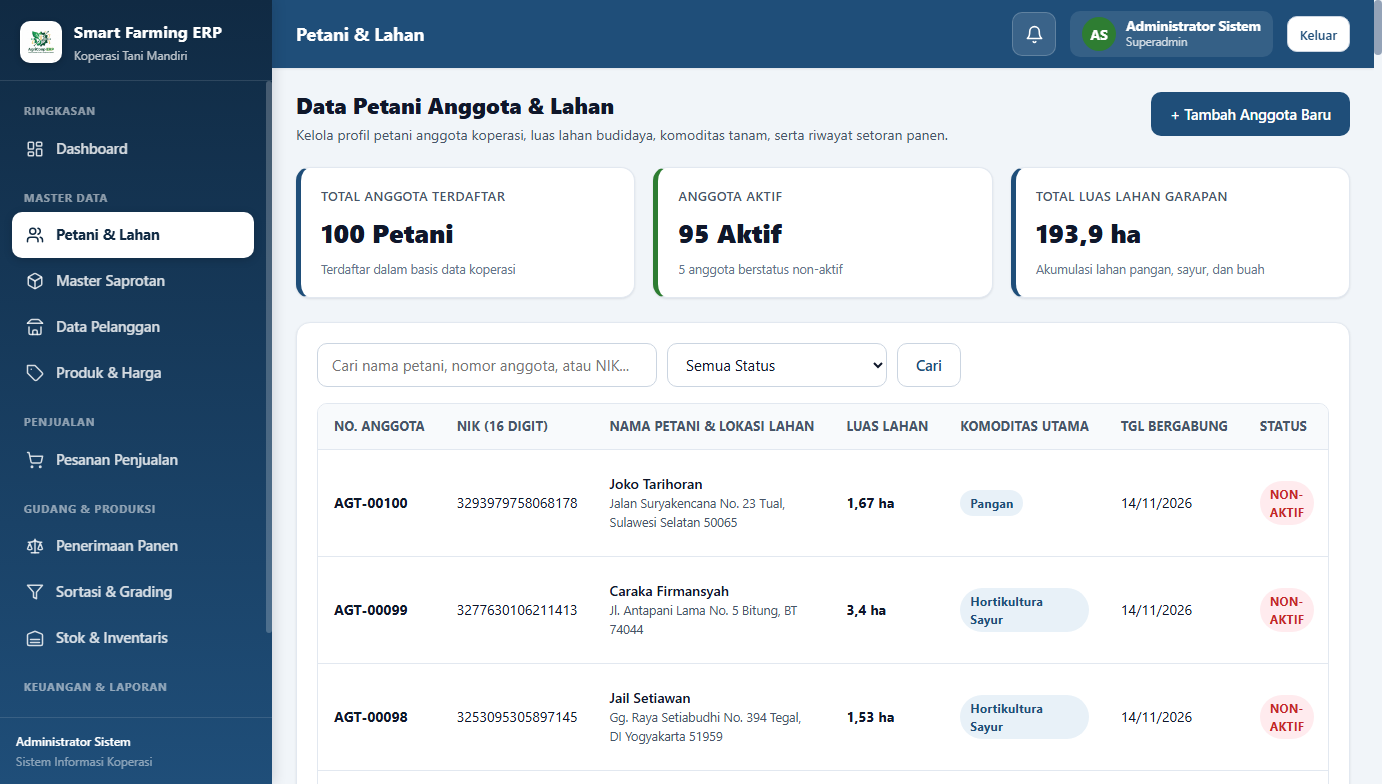 Smart Farming ERP
Koperasi Tani Mandiri
RINGKASAN
Dashboard
MASTER DATA
Petani & Lahan
Master Saprotan
Data Pelanggan
Produk & Harga
PENJUALAN
Pesanan Penjualan
GUDANG & PRODUKSI
Penerimaan Panen
Sortasi & Grading
Stok & Inventaris
KEUANGAN & LAPORAN
Administrator Sistem
Sistem Informasi Koperasi
Petani & Lahan
AS
Administrator Sistem
Superadmin
Keluar
Data Petani Anggota & Lahan
Kelola profil petani anggota koperasi, luas lahan budidaya, komoditas tanam, serta riwayat setoran panen.
+ Tambah Anggota Baru
TOTAL ANGGOTA TERDAFTAR
100 Petani
Terdaftar dalam basis data koperasi
ANGGOTA AKTIF
95 Aktif
5 anggota berstatus non-aktif
TOTAL LUAS LAHAN GARAPAN
193,9 ha
Akumulasi lahan pangan, sayur, dan buah
Cari nama petani, nomor anggota, atau NIK...
Semua Status
Cari
NO. ANGGOTA NIK (16 DIGIT) NAMA PETANI & LOKASI LAHAN LUAS LAHAN KOMODITAS UTAMA TGL BERGABUNG STATUS
AGT-00100 3293979758068178
Joko Tarihoran
Jalan Suryakencana No. 23 Tual,
Sulawesi Selatan 50065
1,67 ha
Pangan
14/11/2026
NON-
AKTIF
AGT-00099 3277630106211413
Caraka Firmansyah
Jl. Antapani Lama No. 5 Bitung, BT
74044
3,4 ha
Hortikultura
Sayur
14/11/2026
NON-
AKTIF
AGT-00098 3253095305897145
Jail Setiawan
Gg. Raya Setiabudhi No. 394 Tegal,
DI Yogyakarta 51959
1,53 ha
Hortikultura
Sayur
14/11/2026
NON-
AKTIF